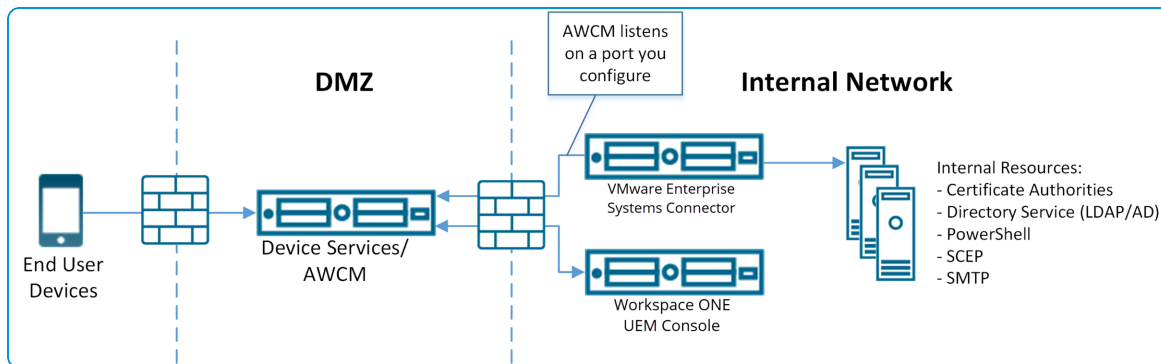 AWCM listens
on a port you
configure
DMZ
Internal Network
End User
Devices
Device Services/
AWCM
VMware Enterprise
Systems Connector
Workspace ONE
UEM Console
Internal Resources:
- Certificate Authorities
- Directory Service (LDAP/AD)
- PowerShell
- SCEP
- SMTP